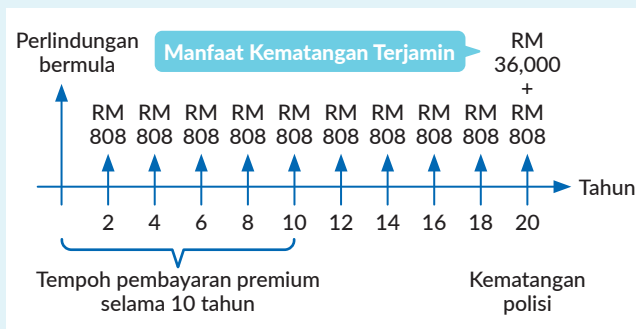 Perlindungan
bermula
Manfaat Kematangan Terjamin
RM
36,000
+
RM RM RM RM RM RM RM RM RM RM
808 808 808 808 808 808 808 808 808 808
Tahun
2 4 6 8 10 12 14 16 18 20
Tempoh pembayaran premium
selama 10 tahun
Kematangan
polisi